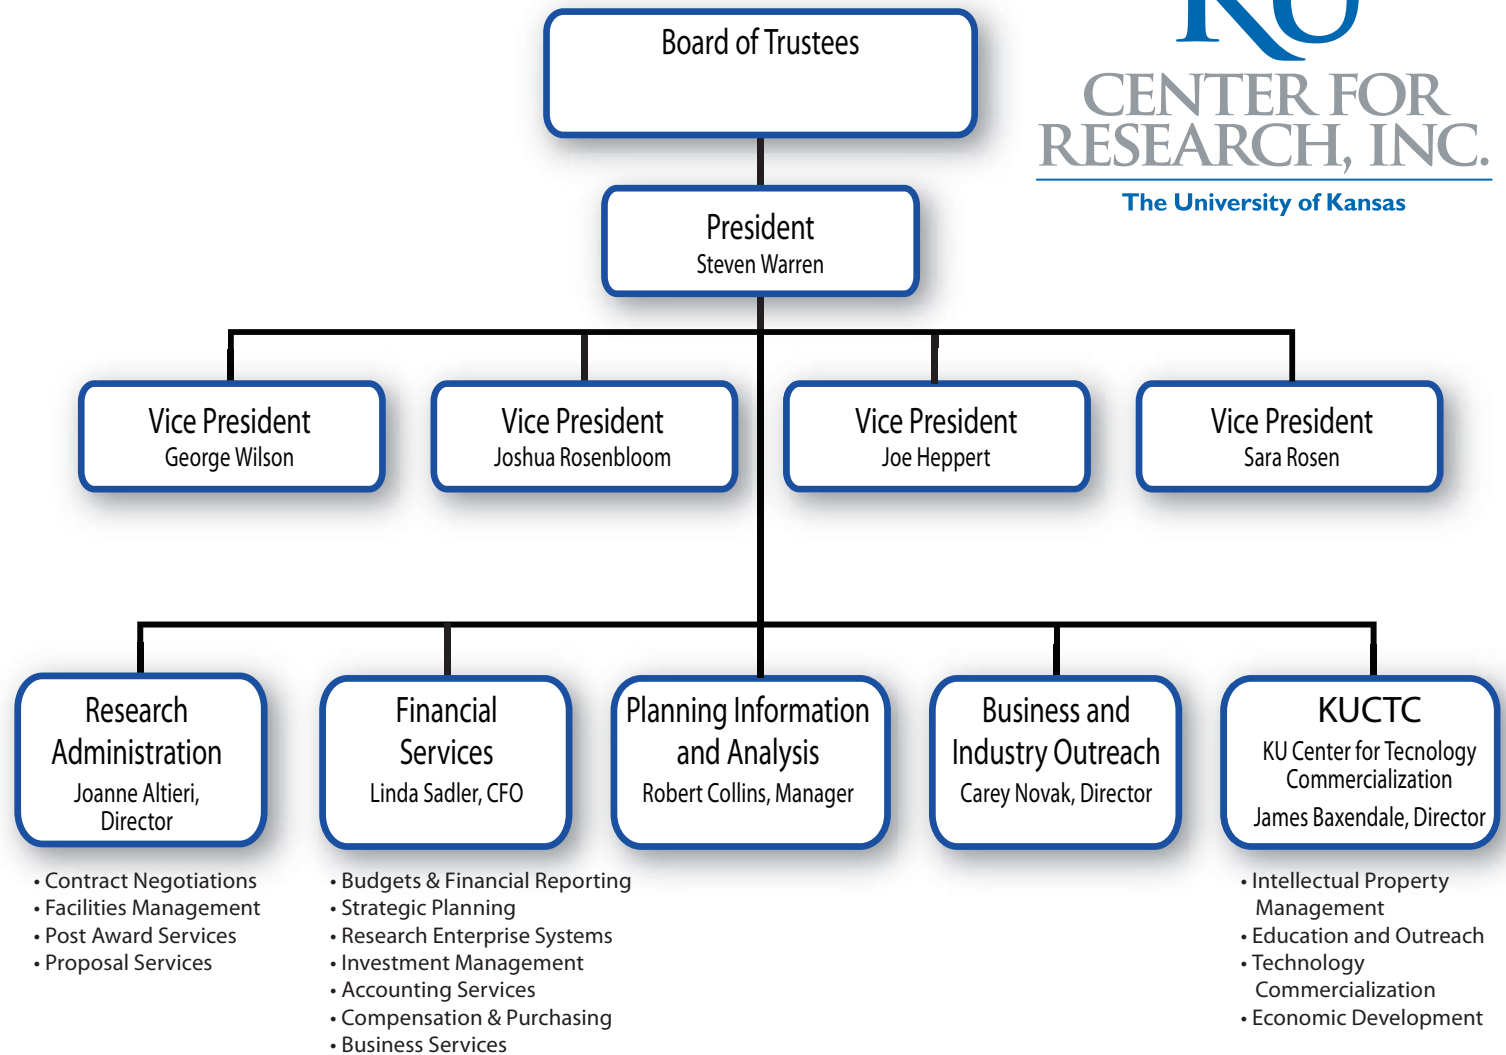 Board of Trustees
KU
CENTER FOR
RESEARCH, INC.
The University of Kansas
President
Steven Warren
Vice President
George Wilson
Vice President
Joshua Rosenbloom
Vice President
Joe Heppert
Vice President
Sara Rosen
Research
Administration
Joanne Altieri,
Director
• Contract Negotiations
• Facilities Management
• Post Award Services
• Proposal Services
Financial
Services
Linda Sadler, CFO
• Budgets & Financial Reporting
• Strategic Planning
• Research Enterprise Systems
• Investment Management
• Accounting Services
• Compensation & Purchasing
• Business Services
Planning Information
and Analysis
Robert Collins, Manager
Business and
Industry Outreach
Carey Novak, Director
KUCTC
KU Center for Tecnology
Commercialization
James Baxendale, Director
• Intellectual Property
Management
• Education and Outreach
• Technology
Commercialization
• Economic Development